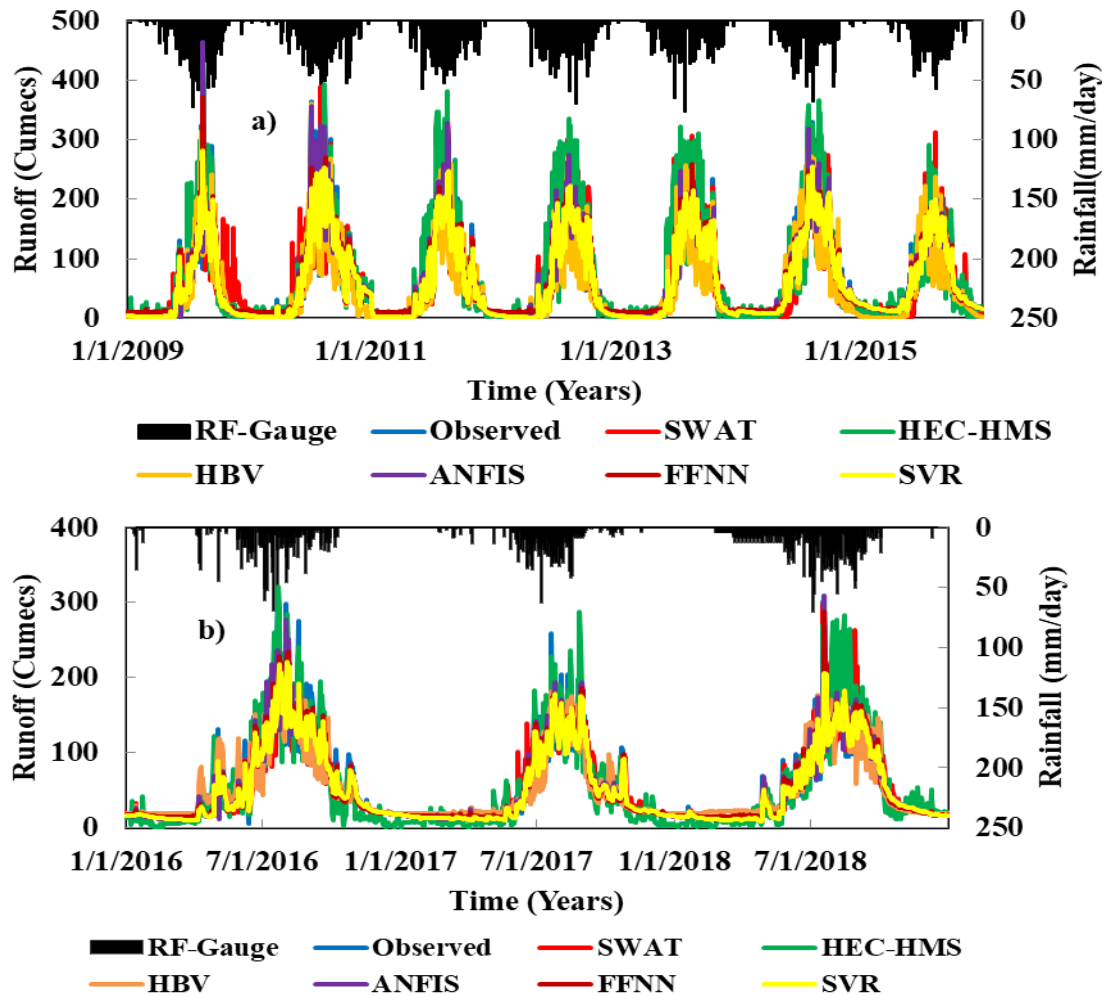 500
400
300
200
100
0
Runoff (Cumecs)
a)
0
50
100
150
200
250
Rainfall(mm/day)
1/1/2009
1/1/2011
1/1/2013
1/1/2015
Time (Years)
RF-Gauge Observed SWAT HEC-HMS
HBV ANFIS FFNN SVR
400
300
200
100
0
Runoff (Cumecs)
b)
0
50
100
150
200
250
Rainfall (mm/day)
1/1/2016
7/1/2016
1/1/2017
7/1/2017
1/1/2018
7/1/2018
Time (Years)
RF-Gauge Observed SWAT HEC-HMS
HBV ANFIS FFNN SVR